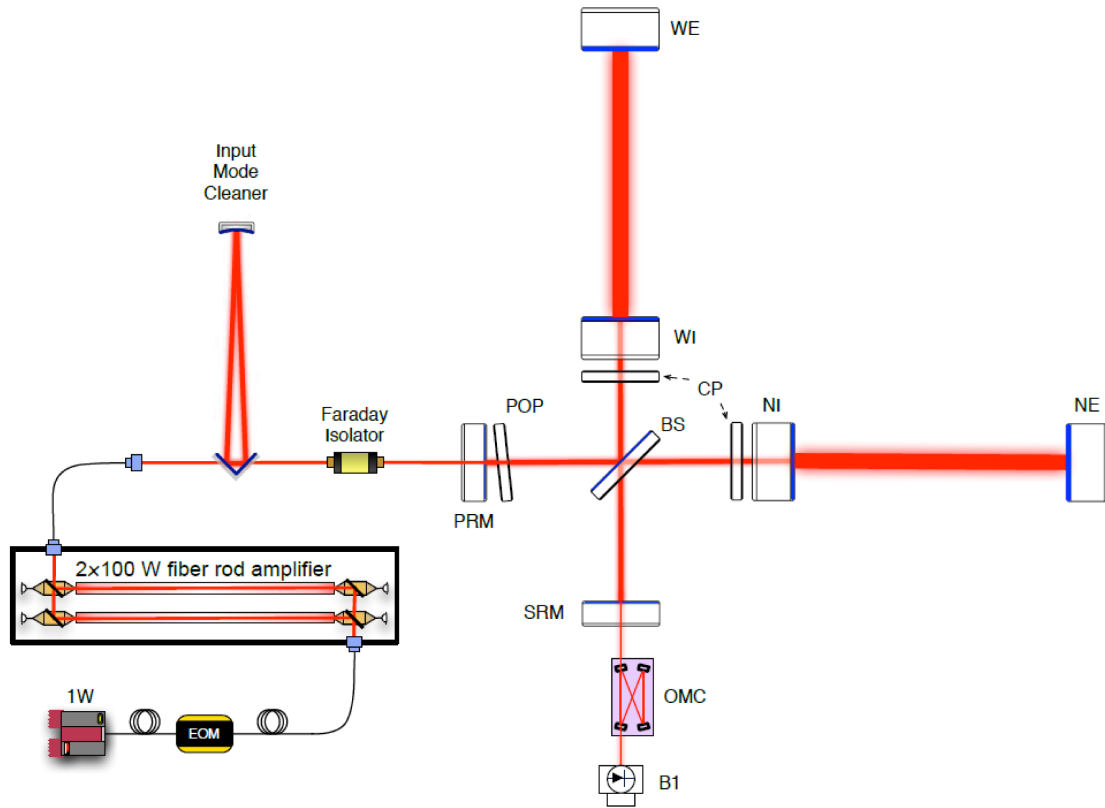 WE
Input
Mode
Cleaner
WI
CP
POP
Faraday
Isolator
BS
NI
NE
PRM
2×100 W fiber rod amplifier
SRM
OMC
1W
EOM
B1